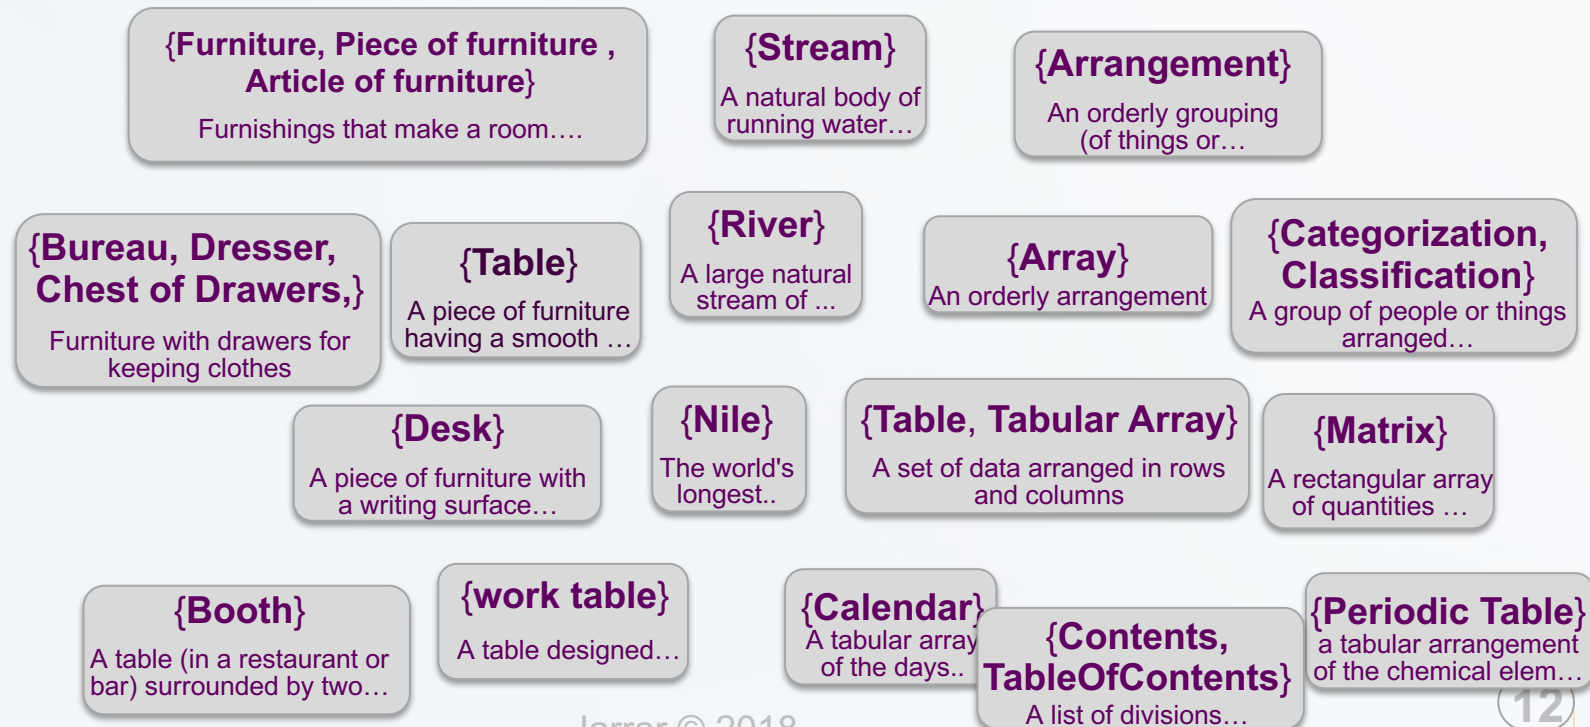 {Furniture, Piece of furniture ,
Article of furniture}
Furnishings that make a room….
{Stream}
A natural body of
running water…
{Arrangement}
An orderly grouping
(of things or…
{Bureau, Dresser,
Chest of Drawers,}
Furniture with drawers for
keeping clothes
{Table}
A piece of furniture
having a smooth …
{River}
A large natural
stream of ...
{Array}
An orderly arrangement
{Categorization,
Classification}
A group of people or things
arranged…
{Desk}
A piece of furniture with
a writing surface…
{Nile}
The world's
longest..
{Table, Tabular Array}
A set of data arranged in rows
and columns
{Matrix}
A rectangular array
of quantities …
{Booth}
A table (in a restaurant or
bar) surrounded by two…
{work table}
A table designed…
{Calendar}
A tabular array
of the days..
{Contents,
TableOfContents}
A list of divisions…
{Periodic Table}
a tabular arrangement
of the chemical elem…
Jarrar © 2018
12